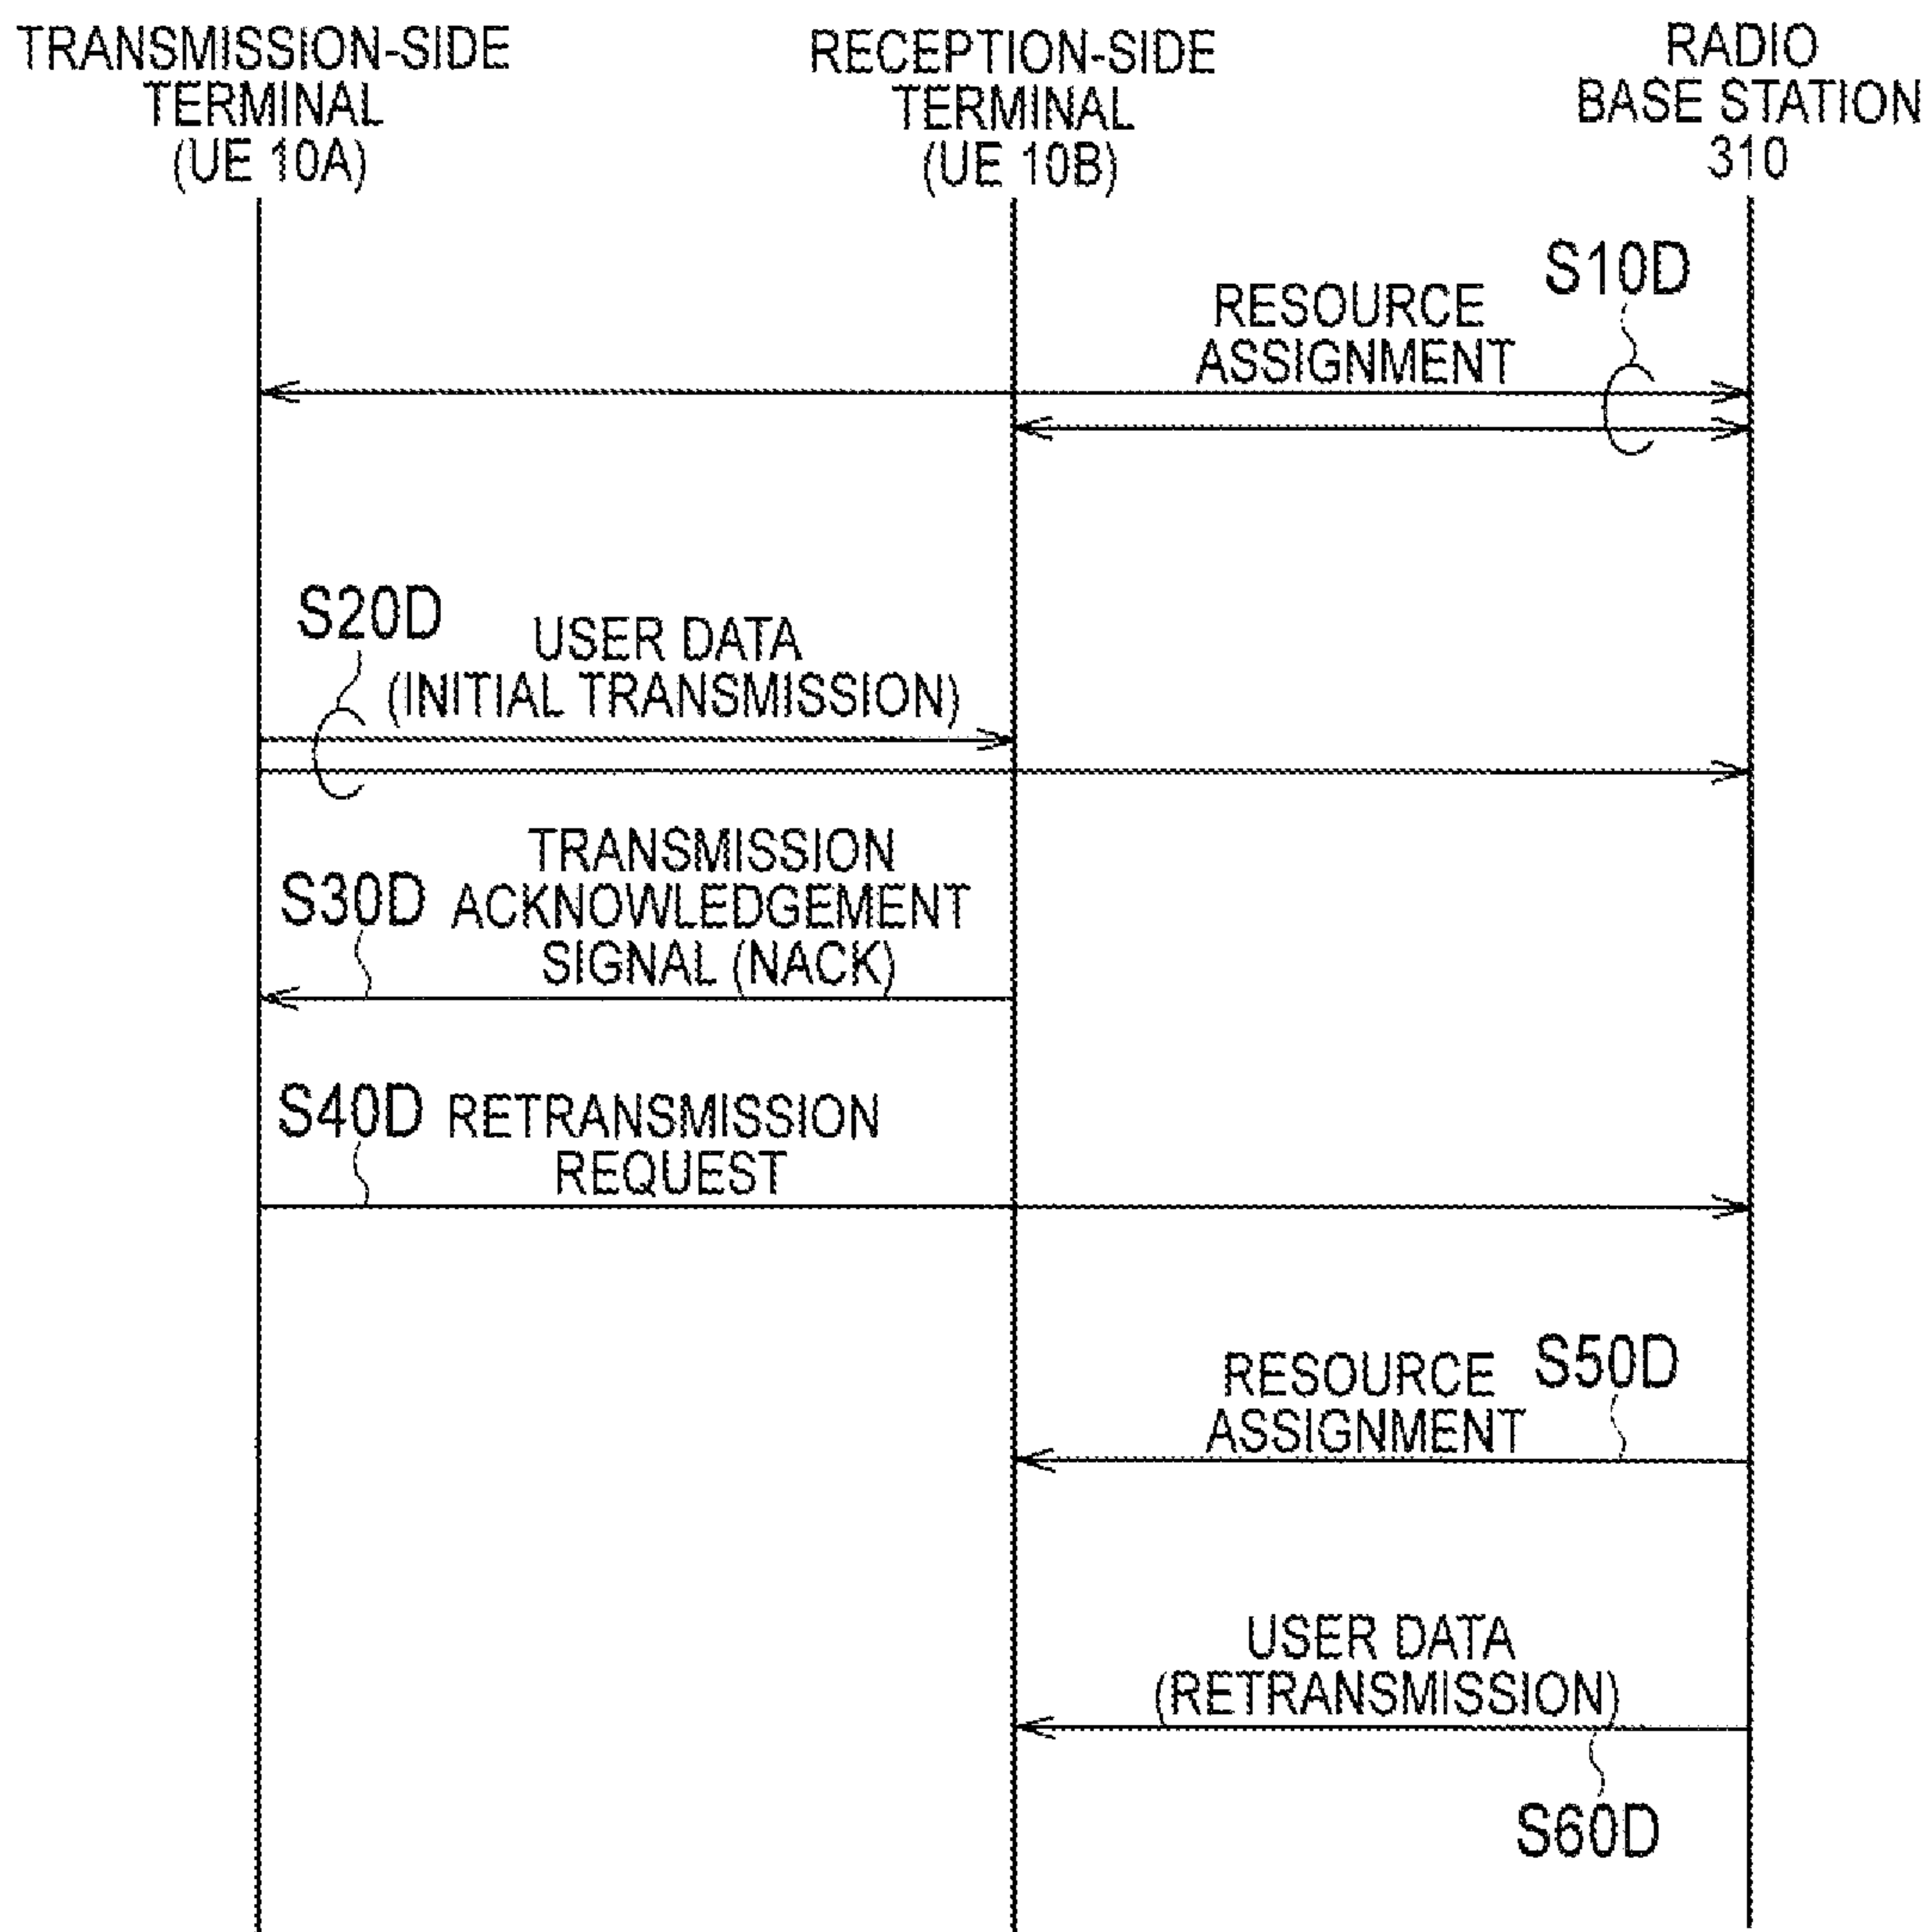 TRANSMISSION-SIDE
TERMINAL
(UE 10A)
RECEPTION-SIDE
TERMINAL
(UE 10B)
RADIO
BASE STATION
310
S10D
RESOURCE
ASSIGNMENT
S20D
USER DATA
(INITIAL TRANSMISSION)
TRANSMISSION
S30D ACKNOWLEDGEMENT
SIGNAL (NACK)
S40D RETRANSMISSION
REQUEST
RESOURCE S50D
ASSIGNMENT
USER DATA
(RETRANSMISSION)
S60D